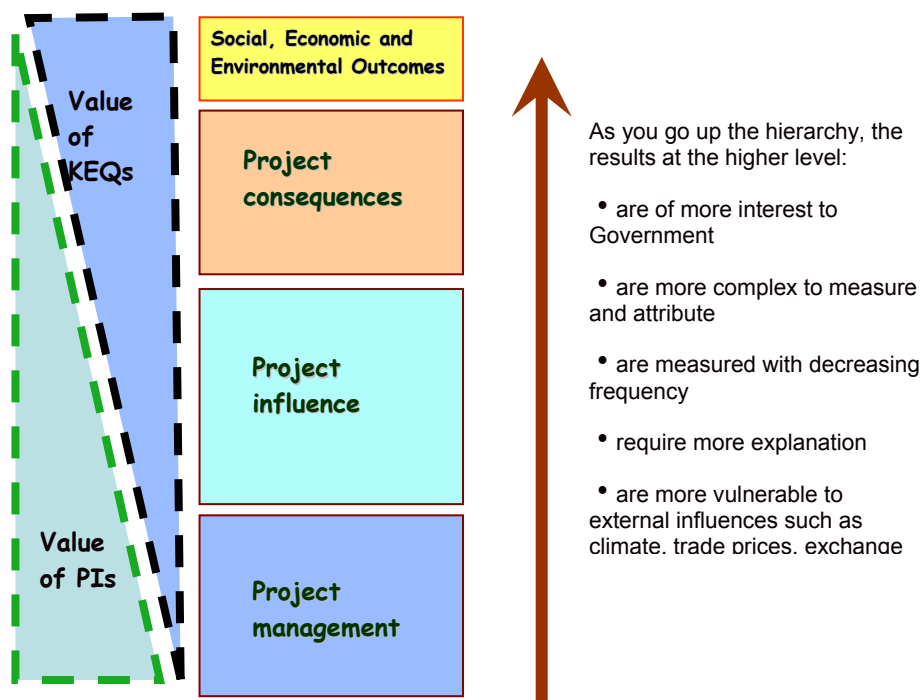 Social, Economic and
Environmental Outcomes
Value
of
KEQs
Project
consequences
Project
influence
Value
of PIs
Project
management
As you go up the hierarchy, the
results at the higher level:
• are of more interest to
Government
• are more complex to measure
and attribute
• are measured with decreasing
frequency
• require more explanation
• are more vulnerable to
external influences such as
climate, trade prices, exchange